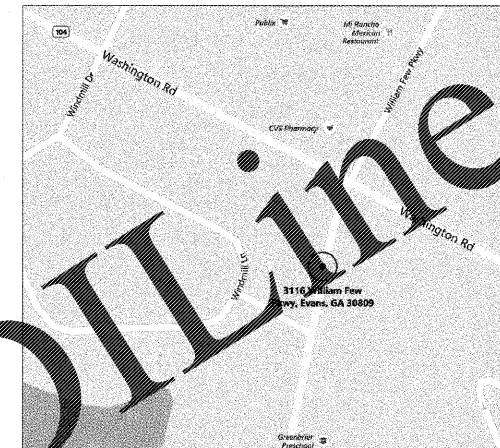 Publix
Mi Rancho
Mexican
Restaurant
104
Washington Rd
Windmill Dr
William Few Pkwy
CVS Pharmacy
Washington Rd
Windmill Ln
3116 William Few
Pkwy, Evans, GA 30809
Greenbrier
Preschool
OILine